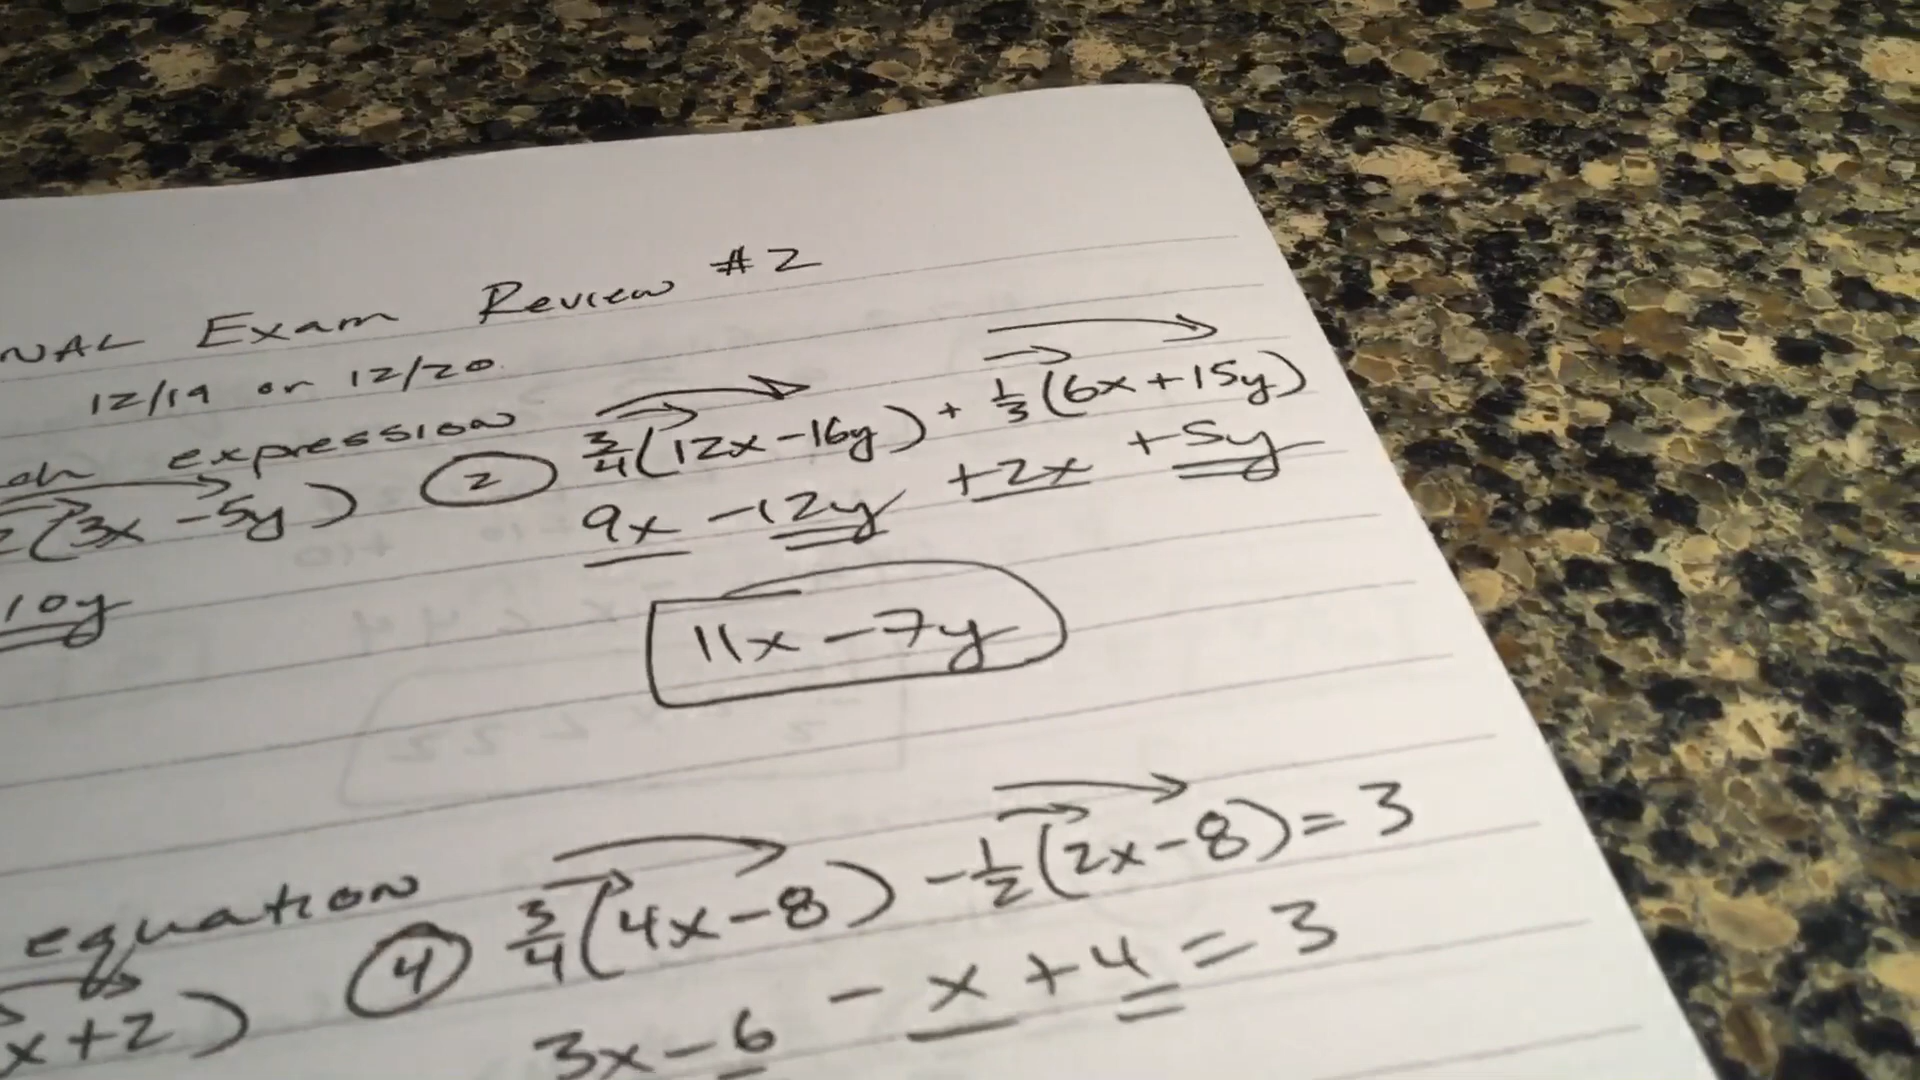 NAL Exam Review #2
12/19 or 12/20
ch expression
2(3x - 5y)
10y
② 3/4(12x - 16y) + 1/3(6x + 15y)
9x - 12y + 2x + 5y
11x - 7y
equation
x + 2)
④ 3/4(4x - 8) - 1/2(2x - 8) = 3
3x - 6 - x + 4 = 3